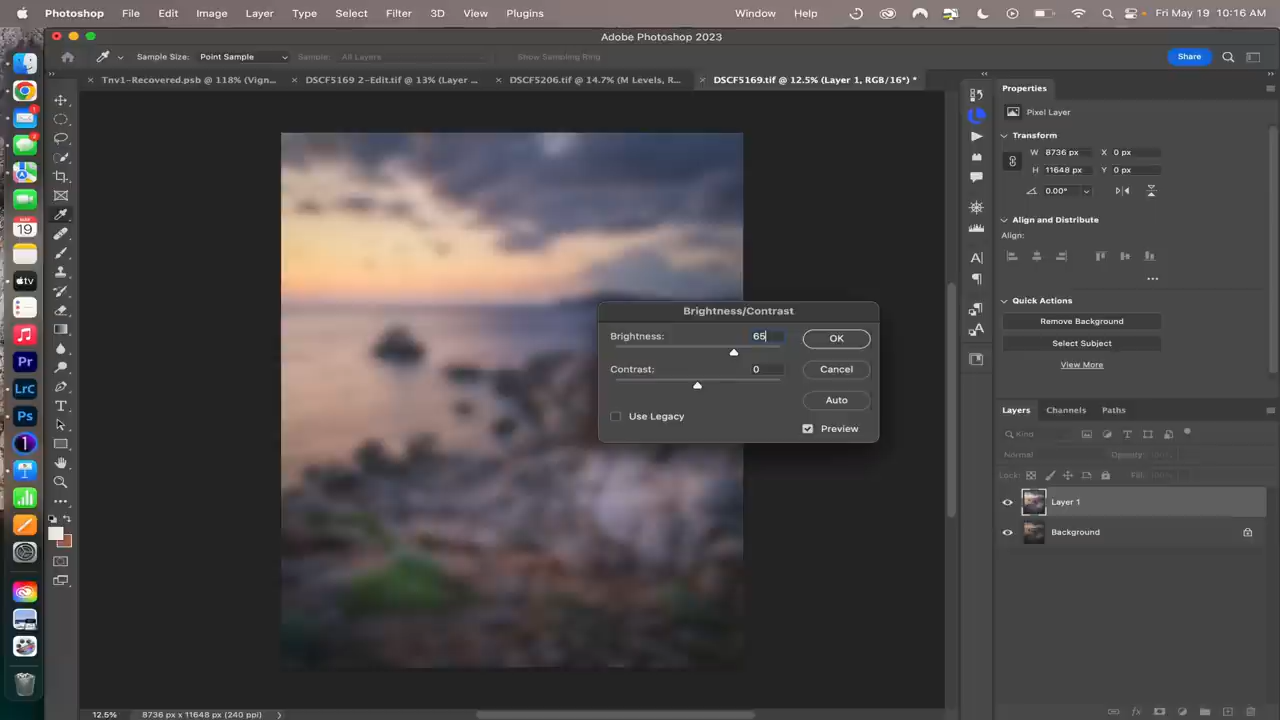 Photoshop File Edit Image Layer Type Select Filter 3D View Plugins Window Help Fri May 19 10:16 AM
Adobe Photoshop 2023
Sample Size: Point Sample Sample: All Layers Show Sampling Ring Share
Tnv1-Recovered.psb @ 118% (Vign... DSCF5169 2-Edit.tif @ 13% (Layer ... DSCF5206.tif @ 14.7% (M Levels, R... DSCF5169.tif @ 12.5% (Layer 1, RGB/16*) *
Properties
Pixel Layer
Transform
W 8736 px X 0 px
H 11648 px Y 0 px
0.00°
Align and Distribute
Align:
Quick Actions
Remove Background
Select Subject
View More
Brightness/Contrast
Brightness: 65 OK
Contrast: 0 Cancel
Auto
Use Legacy
Preview
Layers Channels Paths
Kind
Normal Opacity: 100%
Lock: Fill: 100%
Layer 1
Background
MAY
19
tv
Pr
LrC
Ps
1
2
12.5% 8736 px x 11648 px (240 ppi)